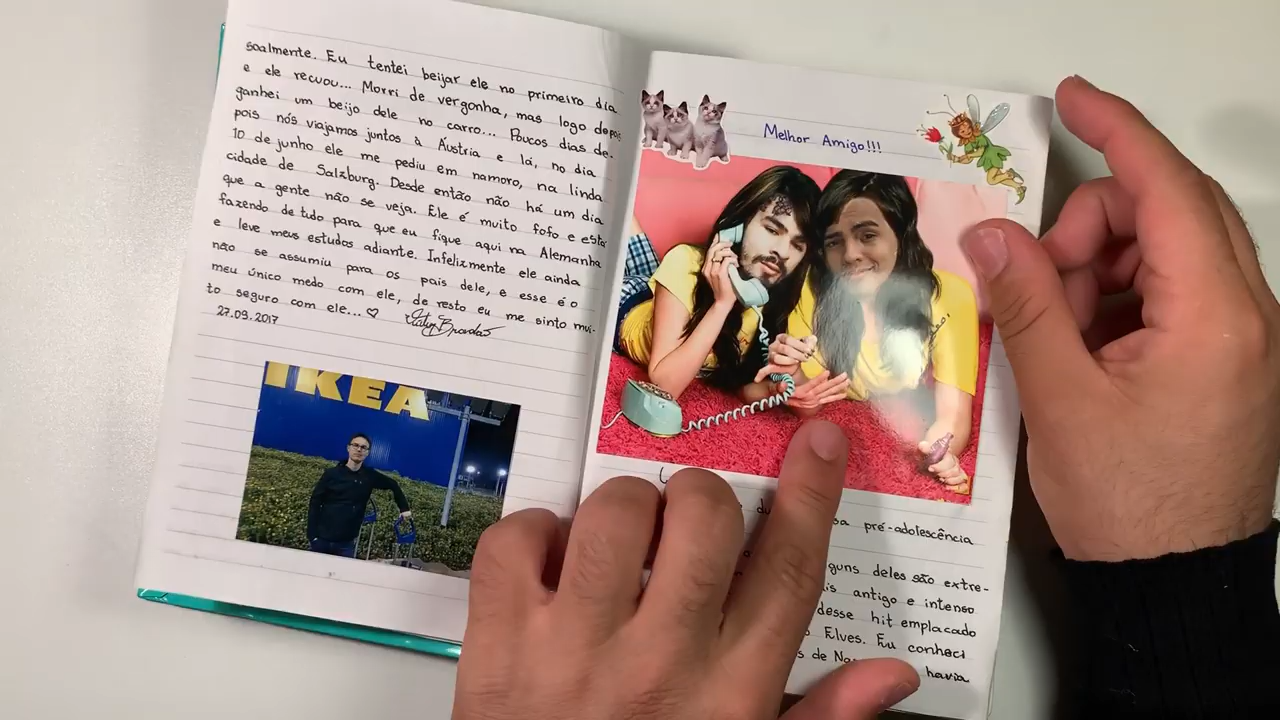 soalmente. Eu tentei beijar ele no primeiro dia
e ele recuou... Morri de vergonha, mas logo depois
ganhei um beijo dele no carro... Poucos dias de-
pois nós viajamos juntos à Áustria e lá, no dia
10 de junho ele me pediu em namoro, na linda
cidade de Salzburg. Desde então não há um dia
que a gente não se veja. Ele é muito fofo e está
fazendo de tudo para que eu fique aqui na Alemanha
e leve meus estudos adiante. Infelizmente ele ainda
não se assumiu para os pais dele, e esse é o
meu único medo com ele, de resto eu me sinto mui-
to seguro com ele... ♡
27.09.2017
IKEA
Melhor Amigo!!!
pré-adolescência
deles são extre-
antigo e intenso
desse hit emplacado
Elves. Eu conheci
de havia